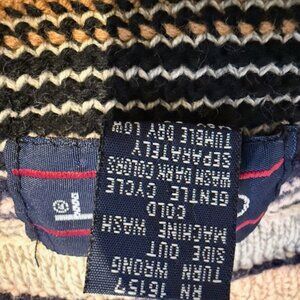 RN 16157
TURN WRONG
SIDE OUT
MACHINE WASH
COLD
GENTLE CYCLE
WASH DARK COLORS
SEPARATELY
TUMBLE DRY LOW